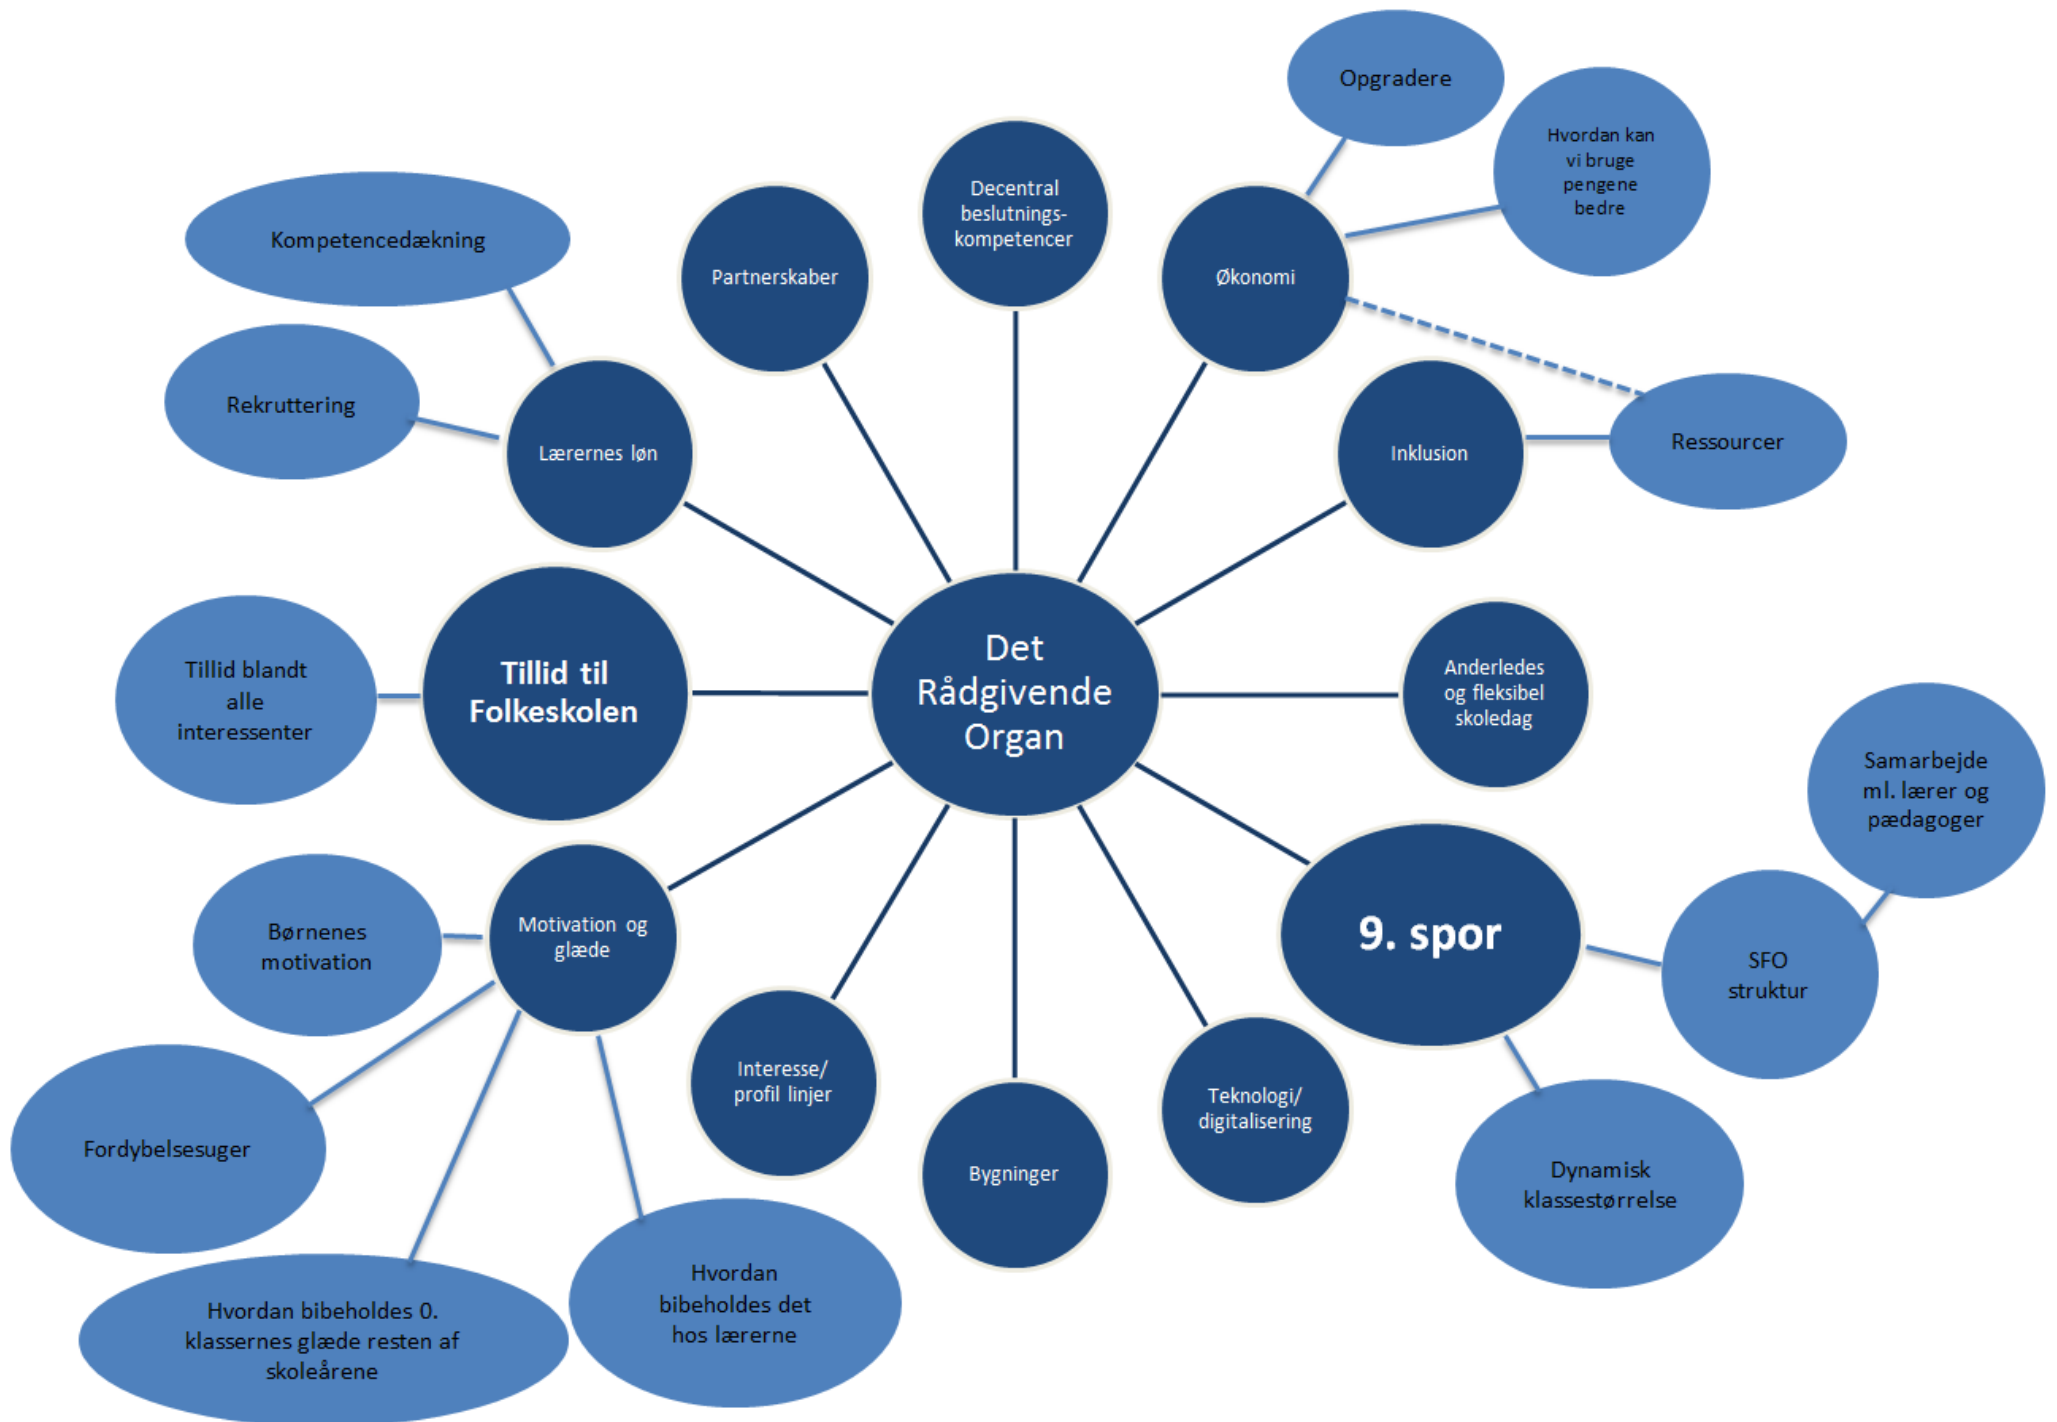 Opgradere
Hvordan kan
vi bruge
pengene
bedre
Decentral
beslutnings-
kompetencer
Kompetencedækning
Partnerskaber
Økonomi
Rekruttering
Lærernes løn
Inklusion
Ressourcer
Tillid blandt
alle
interessenter
Tillid til
Folkeskolen
Det
Rådgivende
Organ
Anderledes
og fleksibel
skoledag
Samarbejde
ml. lærer og
pædagoger
Børnenes
motivation
Motivation og
glæde
9. spor
SFO
struktur
Interesse/
profil linjer
Teknologi/
digitalisering
Fordybelsesuger
Bygninger
Dynamisk
klassestørrelse
Hvordan bibeholdes 0.
klassernes glæde resten af
skoleårene
Hvordan
bibeholdes det
hos lærerne